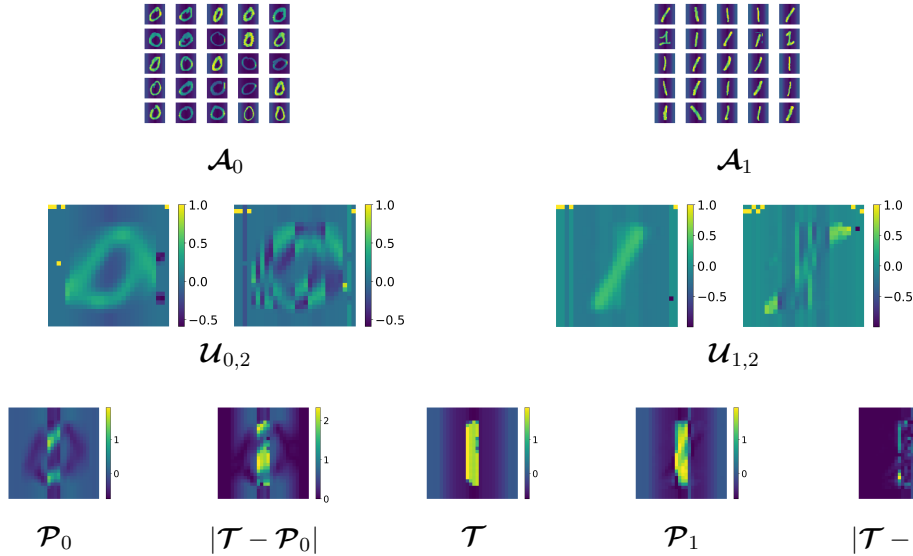 𝓐₀ 𝓐₁
1.0 1.0 1.0 1.0
0.5 0.5 0.5 0.5
0.0 0.0 0.0 0.0
−0.5 −0.5 −0.5 −0.5
𝓤₀,₂ 𝓤₁,₂
1 2 1 1
0 1 0 0
0
𝓟₀ |𝓣 − 𝓟₀| 𝓣 𝓟₁ |𝓣 −